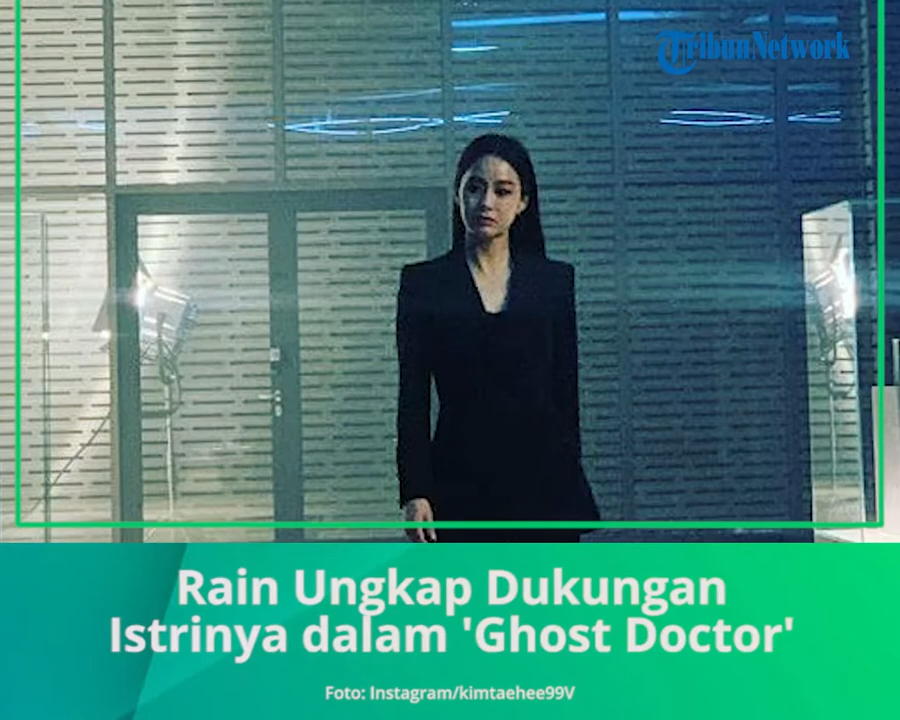 TribunNetwork
Rain Ungkap Dukungan
Istrinya dalam 'Ghost Doctor'
Foto: Instagram/kimtaehee99V